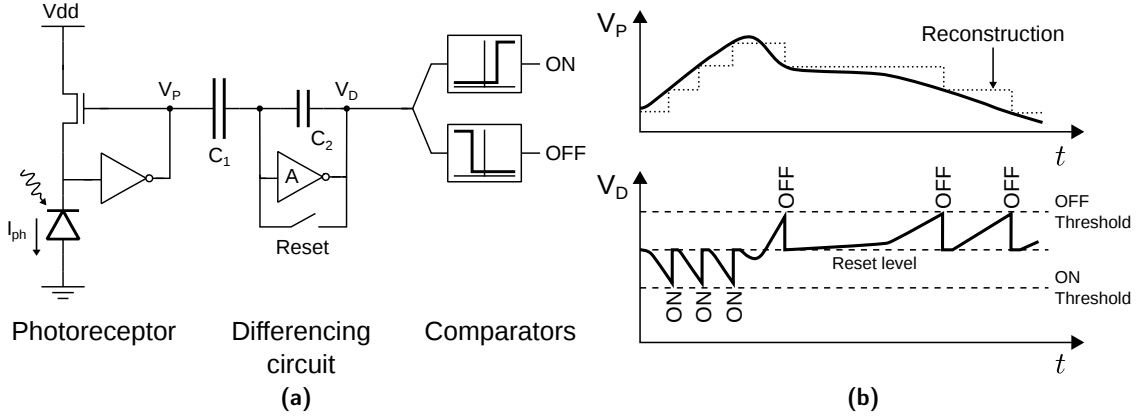 Vdd
V_P
V_D
ON
OFF
C_1
C_2
A
I_ph
Reset
Photoreceptor
Differencing
circuit
Comparators
(a)
V_P
Reconstruction
t
V_D
OFF
OFF
OFF
OFF
Threshold
Reset level
ON
ON
ON
ON
Threshold
t
(b)